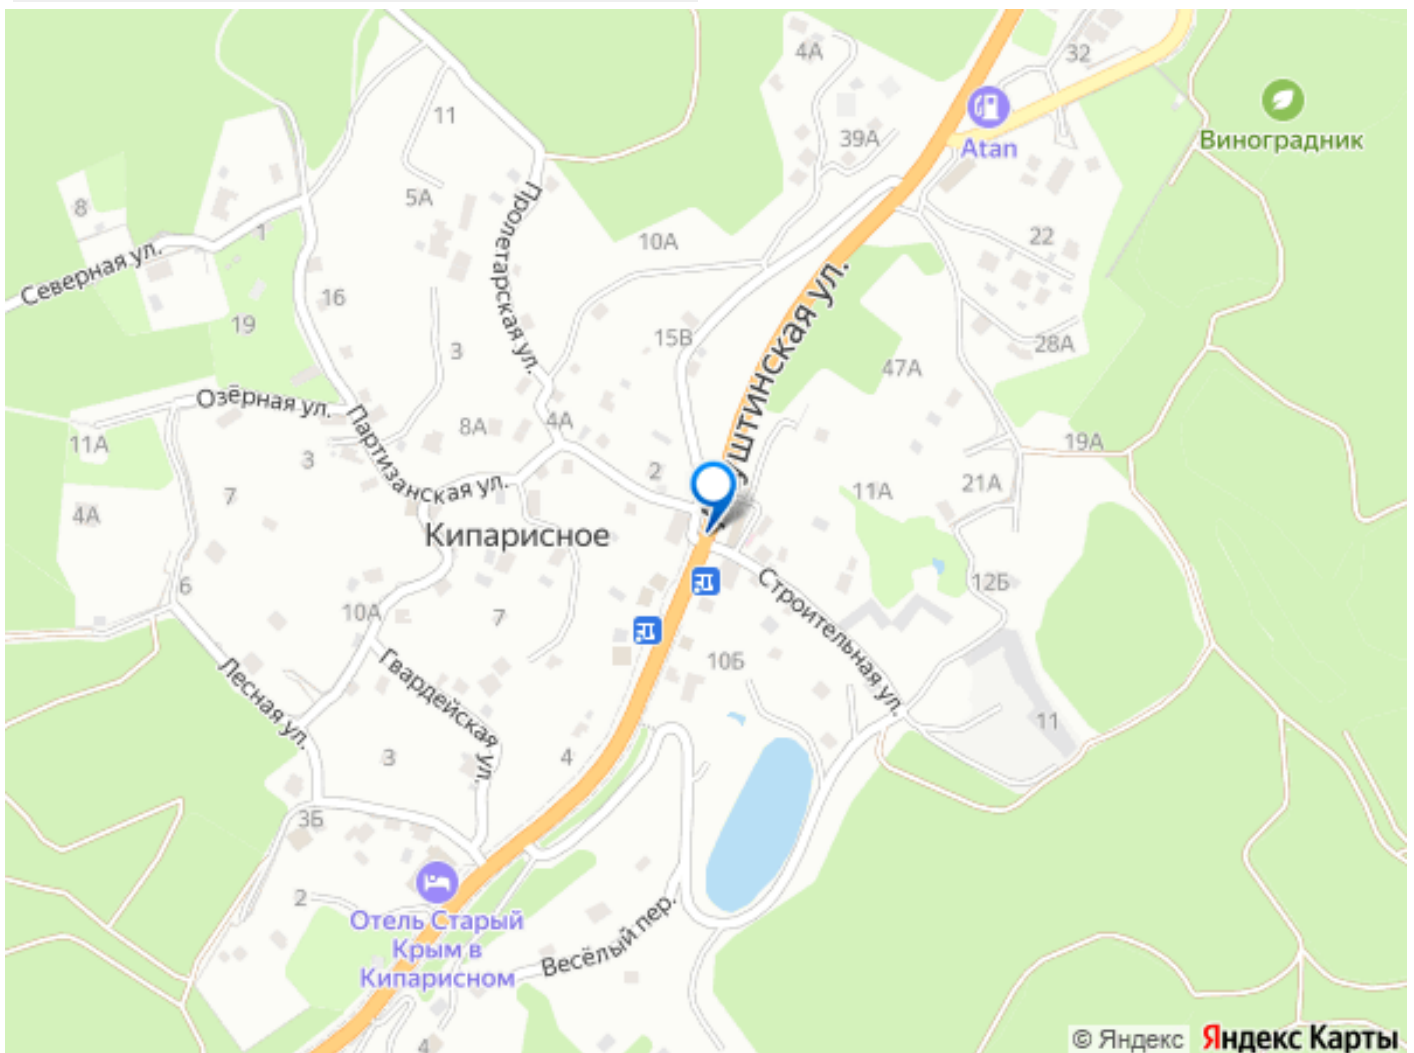 4А
32
11
39А
Atan
Виноградник
5А
8
Пролетарская ул.
1
10А
22
Северная ул.
16
19
15В
уштинская ул.
3
28А
47А
Озёрная ул.
Партизанская ул.
8А
4А
11А
3
2
19А
7
21А
11А
4А
Кипарисное
12Б
6
Строительная ул.
10А
7
10Б
Лесная ул.
Гвардейская ул.
11
3
4
3Б
2
Отель Старый
Крым в
Кипарисном
Весёлый пер.
4
© Яндекс
Яндекс Карты